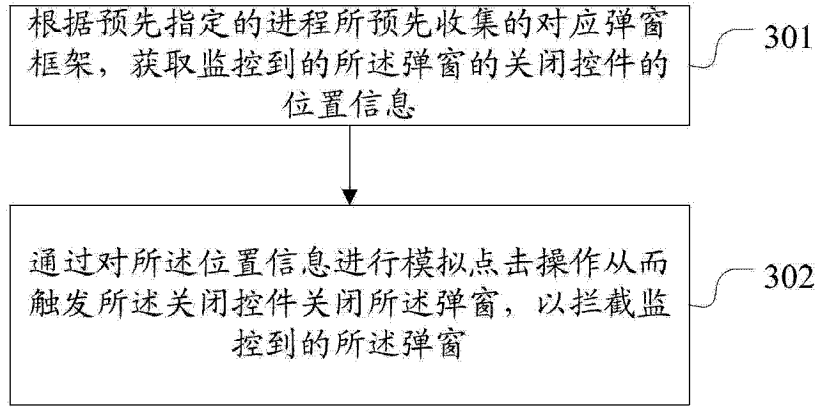 根据预先指定的进程所预先收集的对应弹窗
框架，获取监控到的所述弹窗的关闭控件的
位置信息
301
通过对所述位置信息进行模拟点击操作从而
触发所述关闭控件关闭所述弹窗，以拦截监
控到的所述弹窗
302